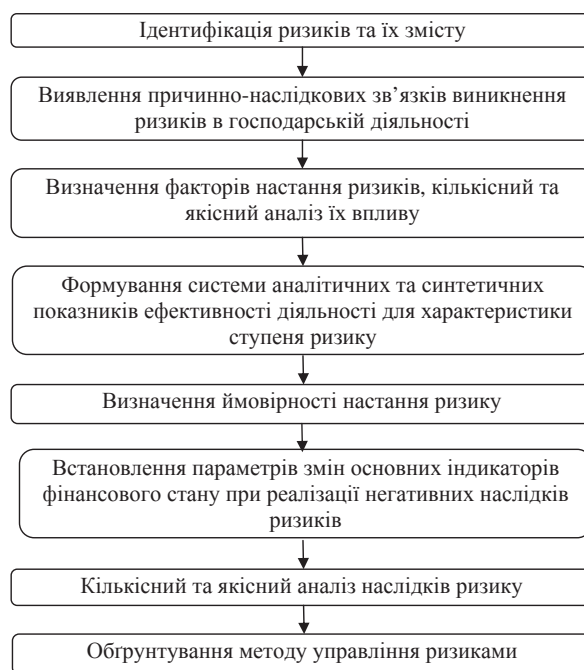 Ідентифікація ризиків та їх змісту
Виявлення причинно-наслідкових зв’язків виникнення
ризиків в господарській діяльності
Визначення факторів настання ризиків, кількісний та
якісний аналіз їх впливу
Формування системи аналітичних та синтетичних
показників ефективності діяльності для характеристики
ступеня ризику
Визначення ймовірності настання ризику
Встановлення параметрів змін основних індикаторів
фінансового стану при реалізації негативних наслідків
ризиків
Кількісний та якісний аналіз наслідків ризику
Обґрунтування методу управління ризиками